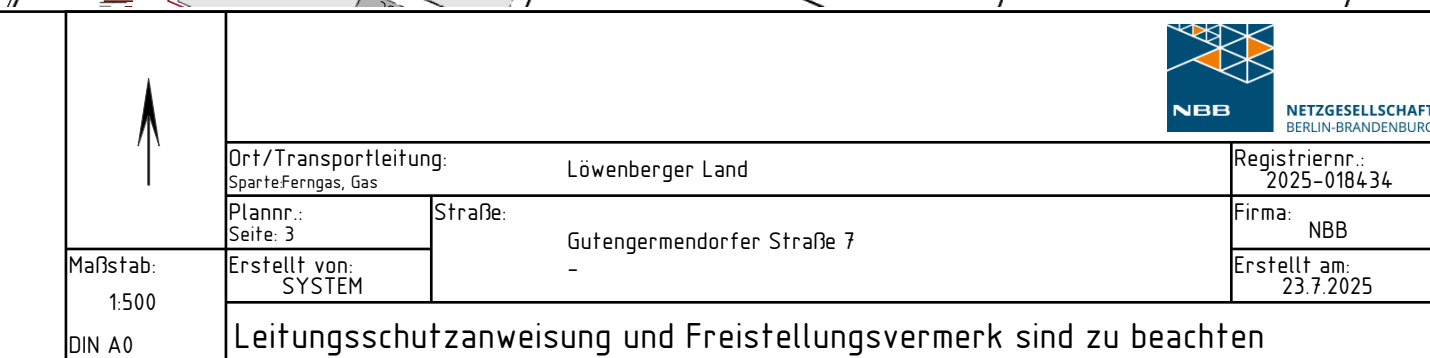 NBB
NETZGESELLSCHAFT
BERLIN-BRANDENBURG
Ort/Transportleitung:
Löwenberger Land
Registriernr.:
Sparte:Ferngas, Gas
2025-018434
Plannr.:
Straße:
Firma:
Seite: 3
Gutengermendorfer Straße 7
NBB
Maßstab:
Erstellt von:
-
Erstellt am:
SYSTEM
23.7.2025
1:500
Leitungsschutzanweisung und Freistellungsvermerk sind zu beachten
DIN A0